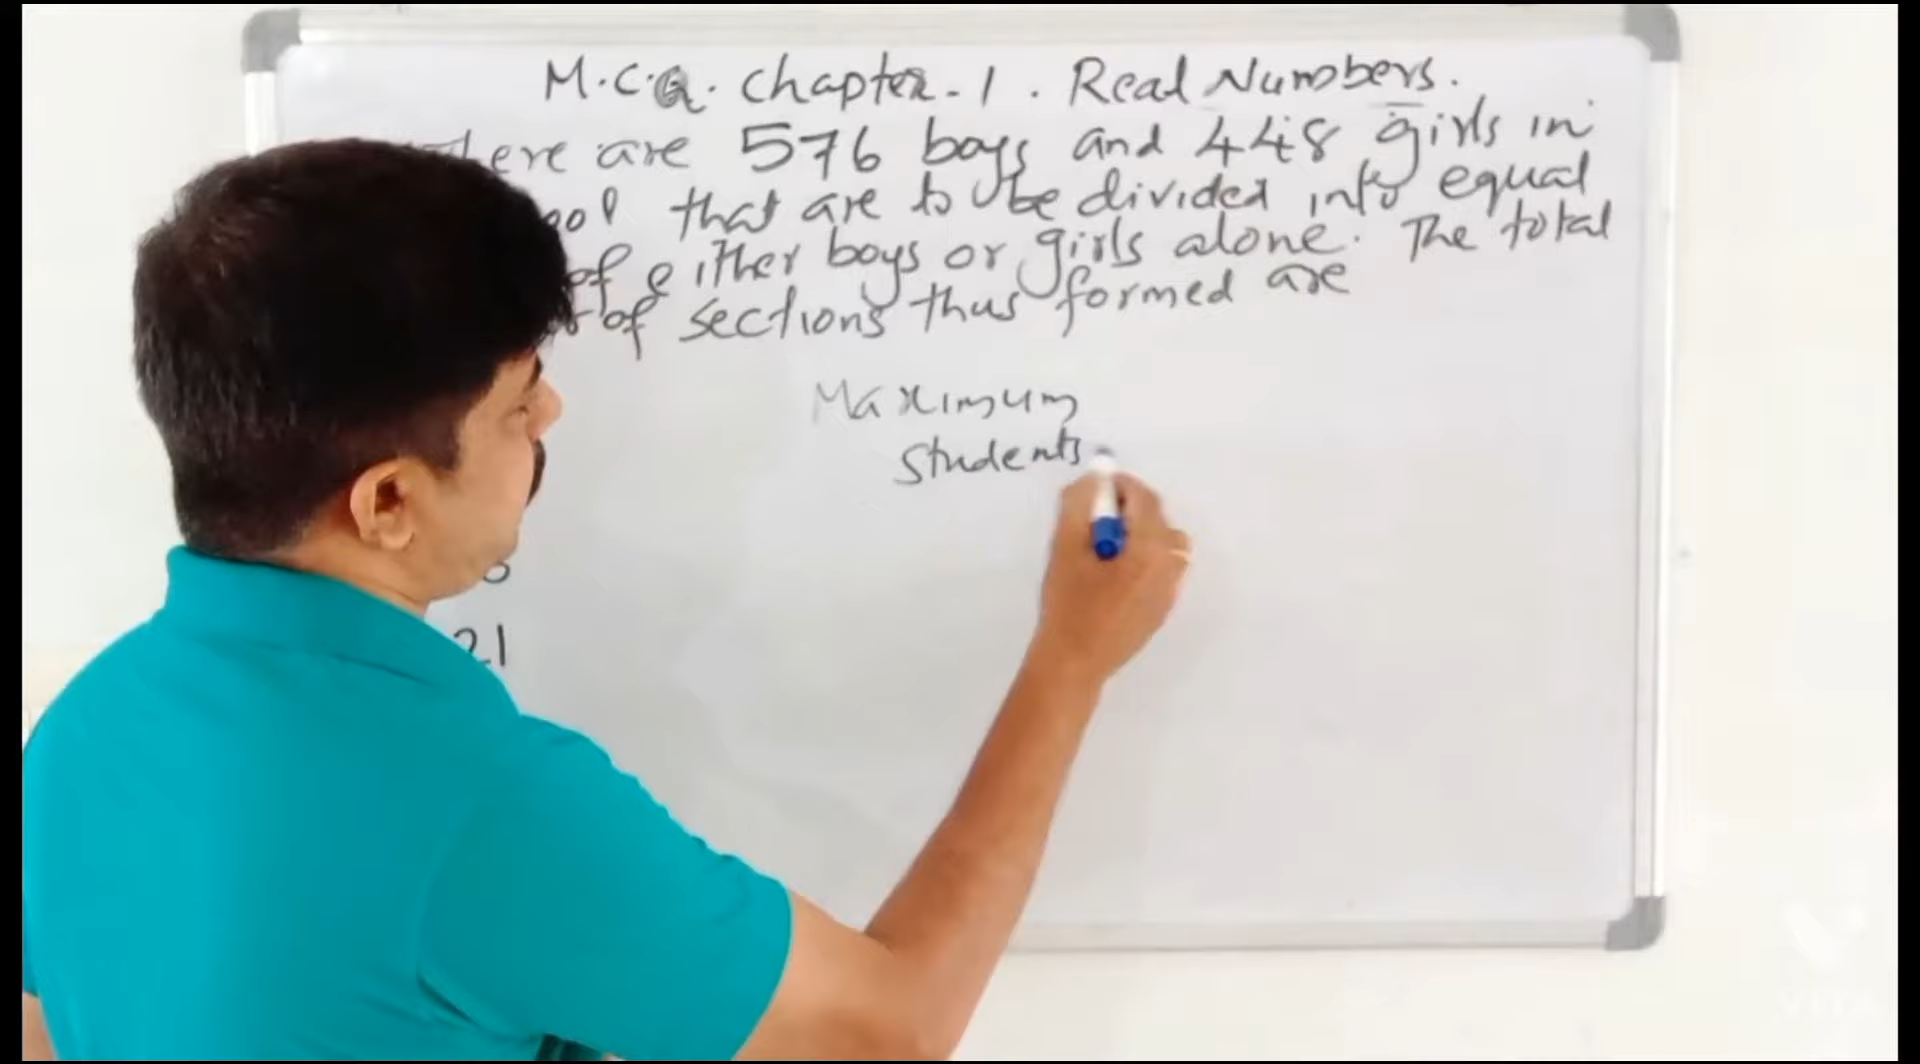 M.C.Q. Chapter-1. Real Numbers.
here are 576 boys and 448 girls in
ool that are to be divided into equal
of either boys or girls alone. The total
of sections thus formed are
Maximum
Students
21
VITA